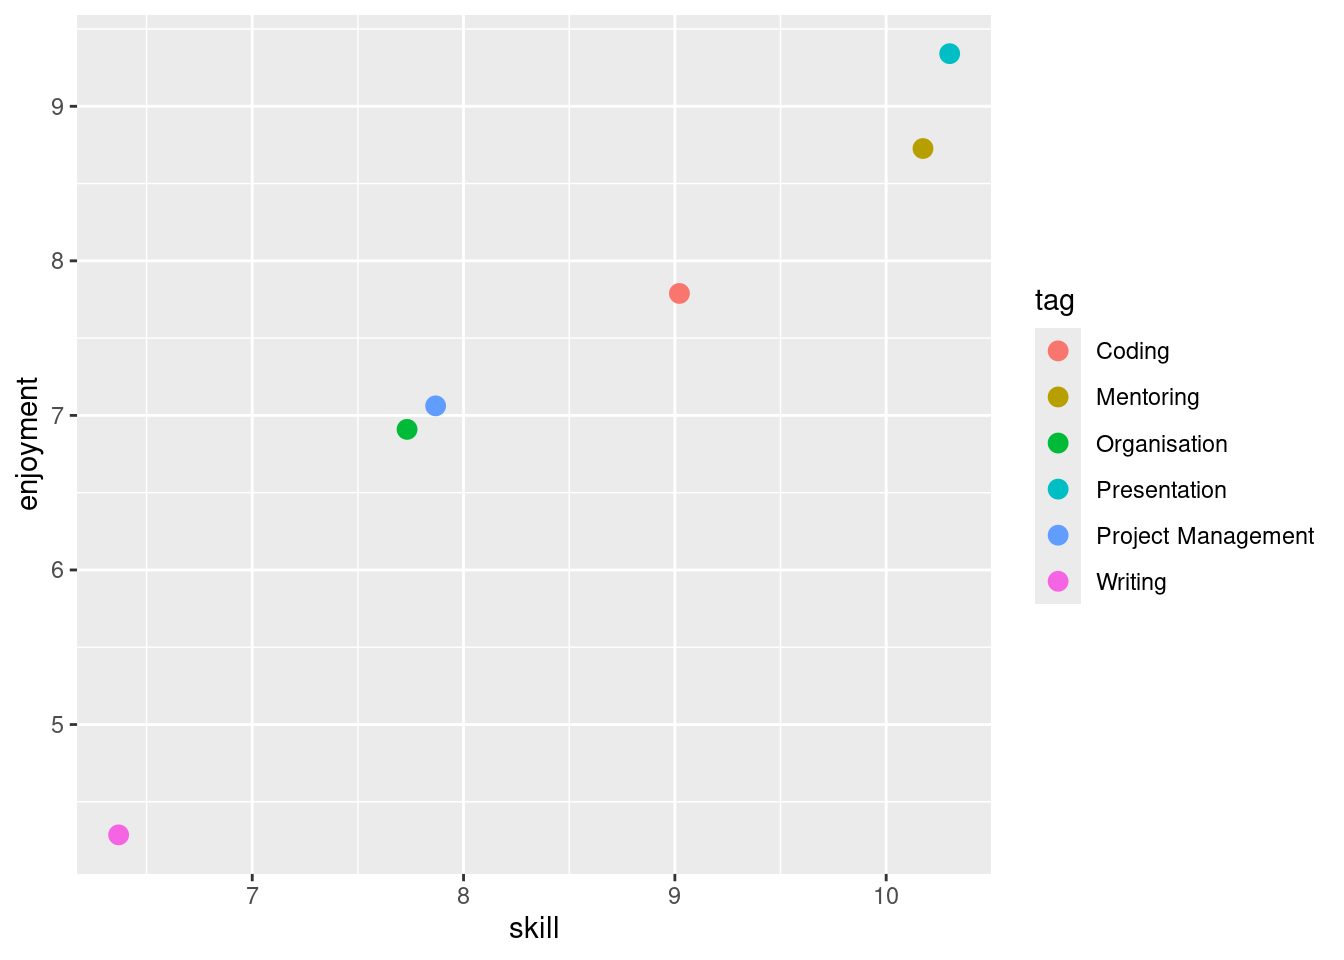 9
8
7
6
5
enjoyment
7 8 9 10
skill
tag
Coding
Mentoring
Organisation
Presentation
Project Management
Writing